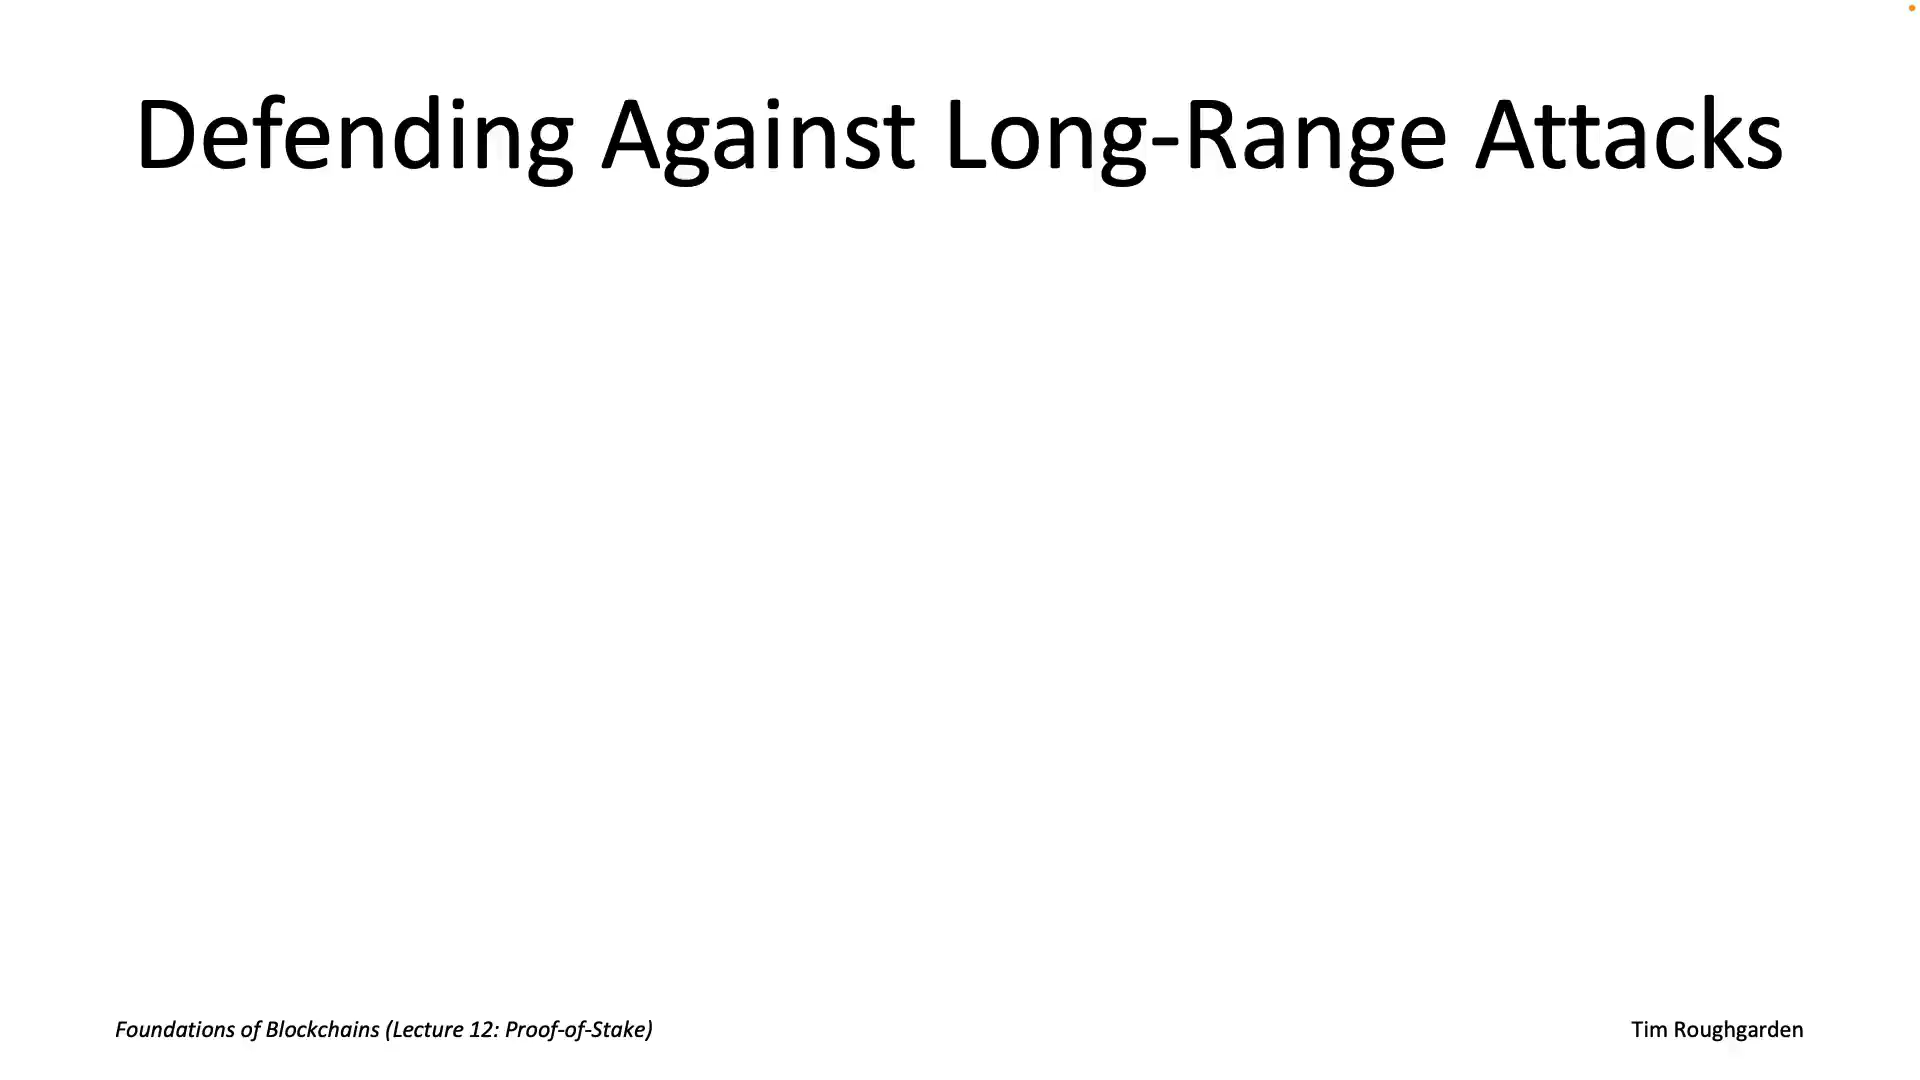 Defending Against Long-Range Attacks
Foundations of Blockchains (Lecture 12: Proof-of-Stake)
Tim Roughgarden